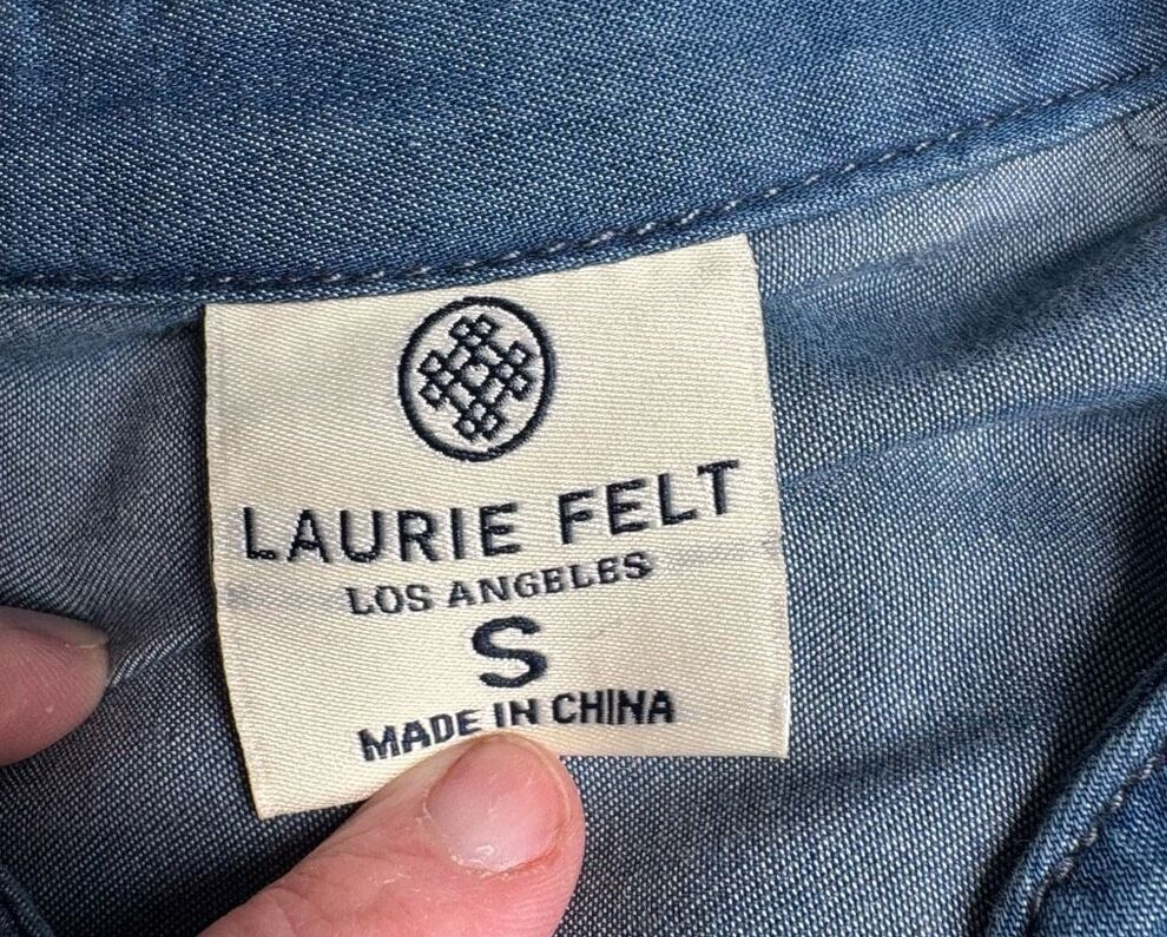 LAURIE FELT
LOS ANGELES
S
MADE IN CHINA